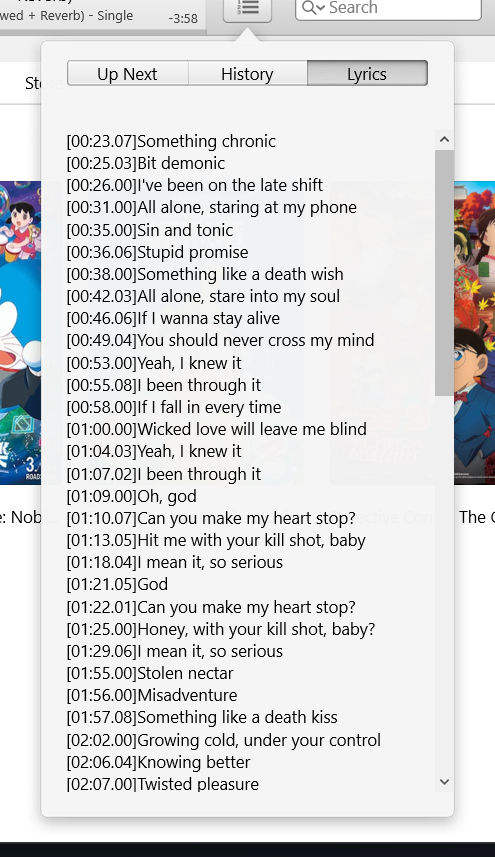 wed + Reverb) - Single
-3:58
Search
Up Next
History
Lyrics
[00:23.07]Something chronic
[00:25.03]Bit demonic
[00:26.00]I've been on the late shift
[00:31.00]All alone, staring at my phone
[00:35.00]Sin and tonic
[00:36.06]Stupid promise
[00:38.00]Something like a death wish
[00:42.03]All alone, stare into my soul
[00:46.06]If I wanna stay alive
[00:49.04]You should never cross my mind
[00:53.00]Yeah, I knew it
[00:55.08]I been through it
[00:58.00]If I fall in every time
[01:00.00]Wicked love will leave me blind
[01:04.03]Yeah, I knew it
[01:07.02]I been through it
[01:09.00]Oh, god
[01:10.07]Can you make my heart stop?
[01:13.05]Hit me with your kill shot, baby
[01:18.04]I mean it, so serious
[01:21.05]God
[01:22.01]Can you make my heart stop?
[01:25.00]Honey, with your kill shot, baby?
[01:29.06]I mean it, so serious
[01:55.00]Stolen nectar
[01:56.00]Misadventure
[01:57.08]Something like a death kiss
[02:02.00]Growing cold, under your control
[02:06.04]Knowing better
[02:07.00]Twisted pleasure
e: Nob
The C